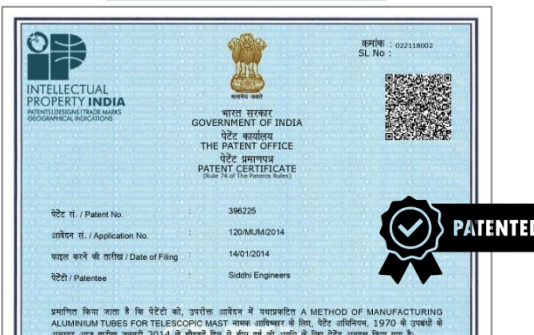 INTELLECTUAL
PROPERTY INDIA
PATENTS | DESIGNS | TRADE MARKS
GEOGRAPHICAL INDICATIONS
क्रमांक : 022118002
SL No :
सत्यमेव जयते
भारत सरकार
GOVERNMENT OF INDIA
पेटेंट कार्यालय
THE PATENT OFFICE
पेटेंट प्रमाणपत्र
PATENT CERTIFICATE
(Rule 74 of The Patents Rules)
पेटेंट सं. / Patent No. : 396225
आवेदन सं. / Application No. : 120/MUM/2014
फाइल करने की तारीख / Date of Filing : 14/01/2014
पेटेंटी / Patentee : Siddhi Engineers
PATENTED
प्रमाणित किया जाता है कि पेटेंटी को, उपरोक्त आवेदन में यथाप्रकटित A METHOD OF MANUFACTURING
ALUMINIUM TUBES FOR TELESCOPIC MAST नामक आविष्कार के लिए, पेटेंट अधिनियम, 1970 के उपबंधों के